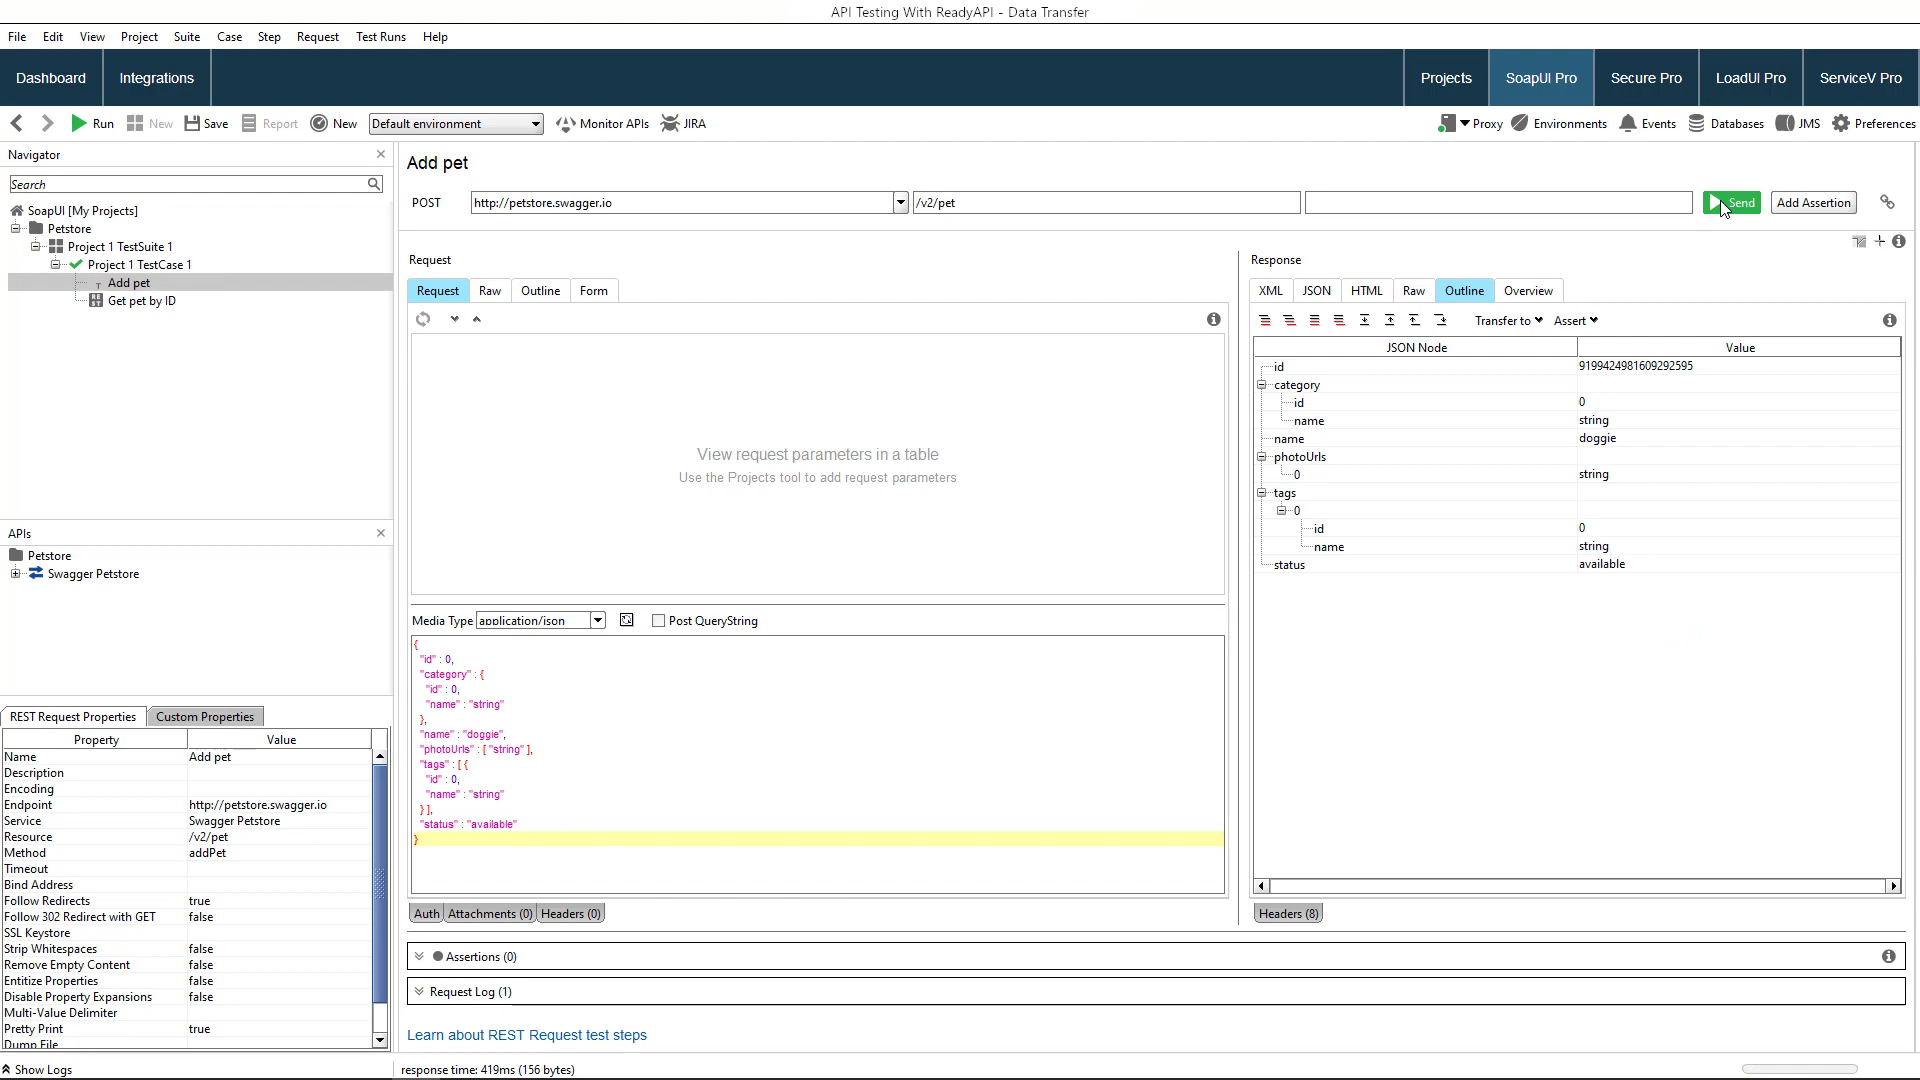 API Testing With ReadyAPI - Data Transfer
File Edit View Project Suite Case Step Request Test Runs Help
Dashboard Integrations Projects SoapUI Pro Secure Pro LoadUI Pro ServiceV Pro
Run New Save Report New Default environment Monitor APIs JIRA Proxy Environments Events Databases JMS Preferences
Navigator
Search
SoapUI [My Projects]
Petstore
Project 1 TestSuite 1
Project 1 TestCase 1
Add pet
Get pet by ID
APIs
Petstore
Swagger Petstore
REST Request Properties Custom Properties
Property Value
Name Add pet
Description
Encoding
Endpoint http://petstore.swagger.io
Service Swagger Petstore
Resource /v2/pet
Method addPet
Timeout
Bind Address
Follow Redirects true
Follow 302 Redirect with GET false
SSL Keystore
Strip Whitespaces false
Remove Empty Content false
Entitize Properties false
Disable Property Expansions false
Multi-Value Delimiter
Pretty Print true
Dump File
Show Logs
Add pet
POST http://petstore.swagger.io /v2/pet Send Add Assertion
Request
Request Raw Outline Form
View request parameters in a table
Use the Projects tool to add request parameters
Media Type application/json Post QueryString
{
"id" : 0,
"category" : {
"id" : 0,
"name" : "string"
},
"name" : "doggie",
"photoUrls" : [ "string" ],
"tags" : [ {
"id" : 0,
"name" : "string"
} ],
"status" : "available"
}
Auth Attachments (0) Headers (0)
Response
XML JSON HTML Raw Outline Overview
Transfer to Assert
JSON Node Value
id 9199424981609292595
category
id 0
name string
name doggie
photoUrls
0 string
tags
0
id 0
name string
status available
Headers (8)
Assertions (0)
Request Log (1)
Learn about REST Request test steps
response time: 419ms (156 bytes)